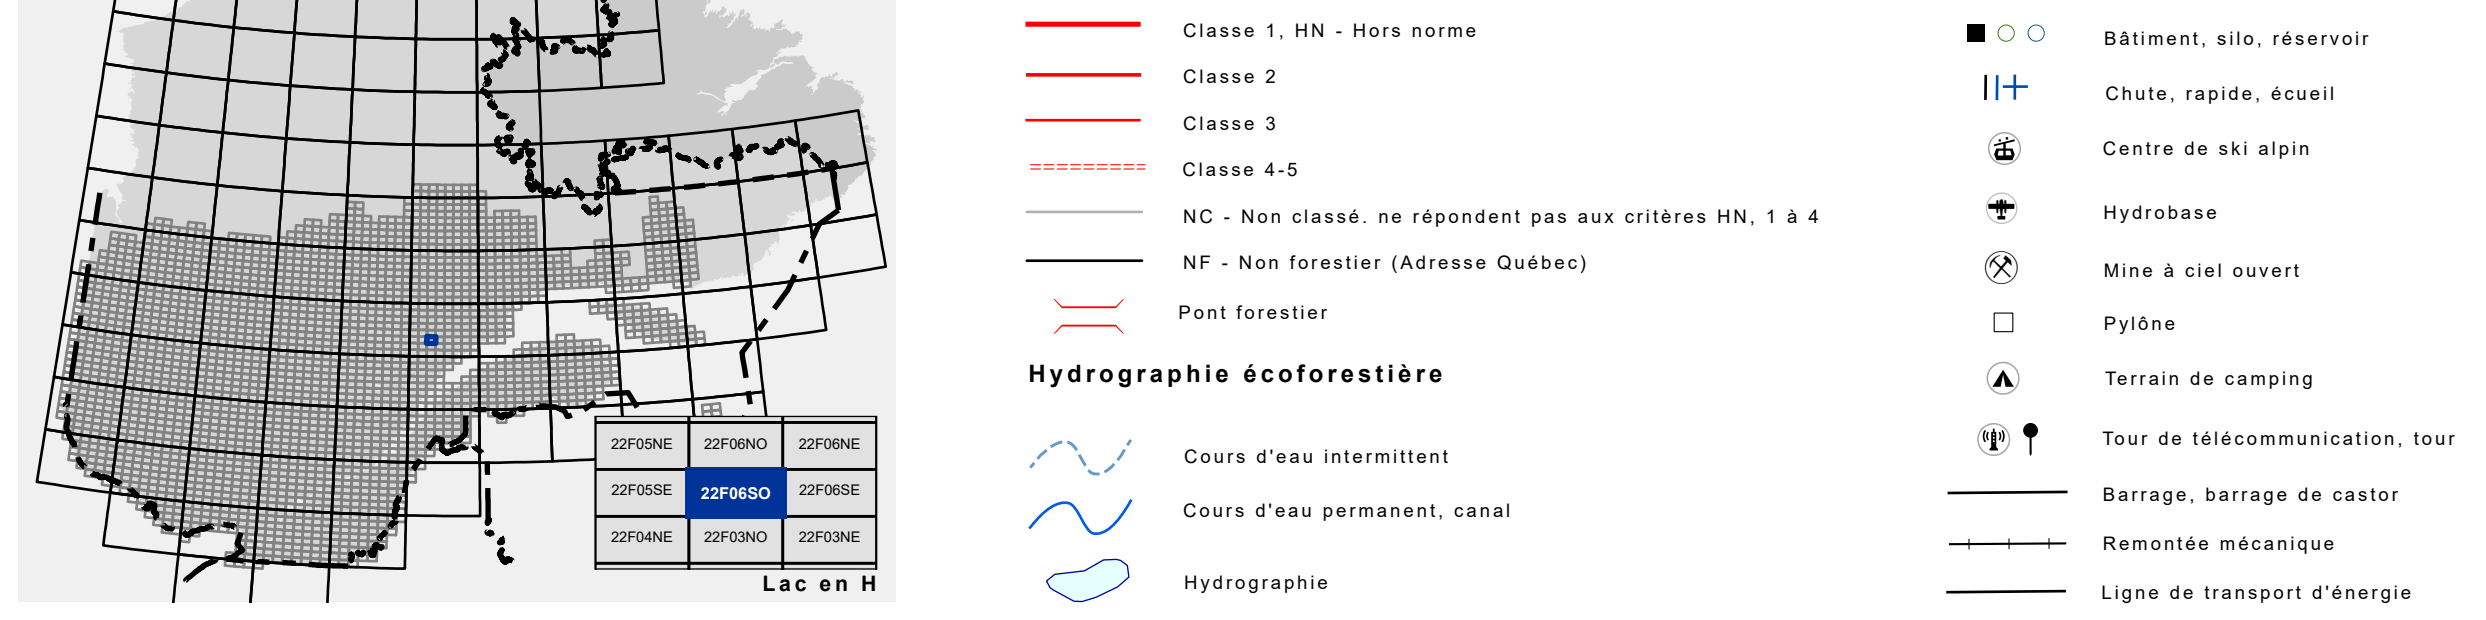 22F05NE 22F06NO 22F06NE
22F05SE 22F06SO 22F06SE
22F04NE 22F03NO 22F03NE
Lac en H
Classe 1, HN - Hors norme
Classe 2
Classe 3
Classe 4-5
NC - Non classé. ne répondent pas aux critères HN, 1 à 4
NF - Non forestier (Adresse Québec)
Pont forestier
Hydrographie écoforestière
Cours d'eau intermittent
Cours d'eau permanent, canal
Hydrographie
Bâtiment, silo, réservoir
Chute, rapide, écueil
Centre de ski alpin
Hydrobase
Mine à ciel ouvert
Pylône
Terrain de camping
Tour de télécommunication, tour
Barrage, barrage de castor
Remontée mécanique
Ligne de transport d'énergie